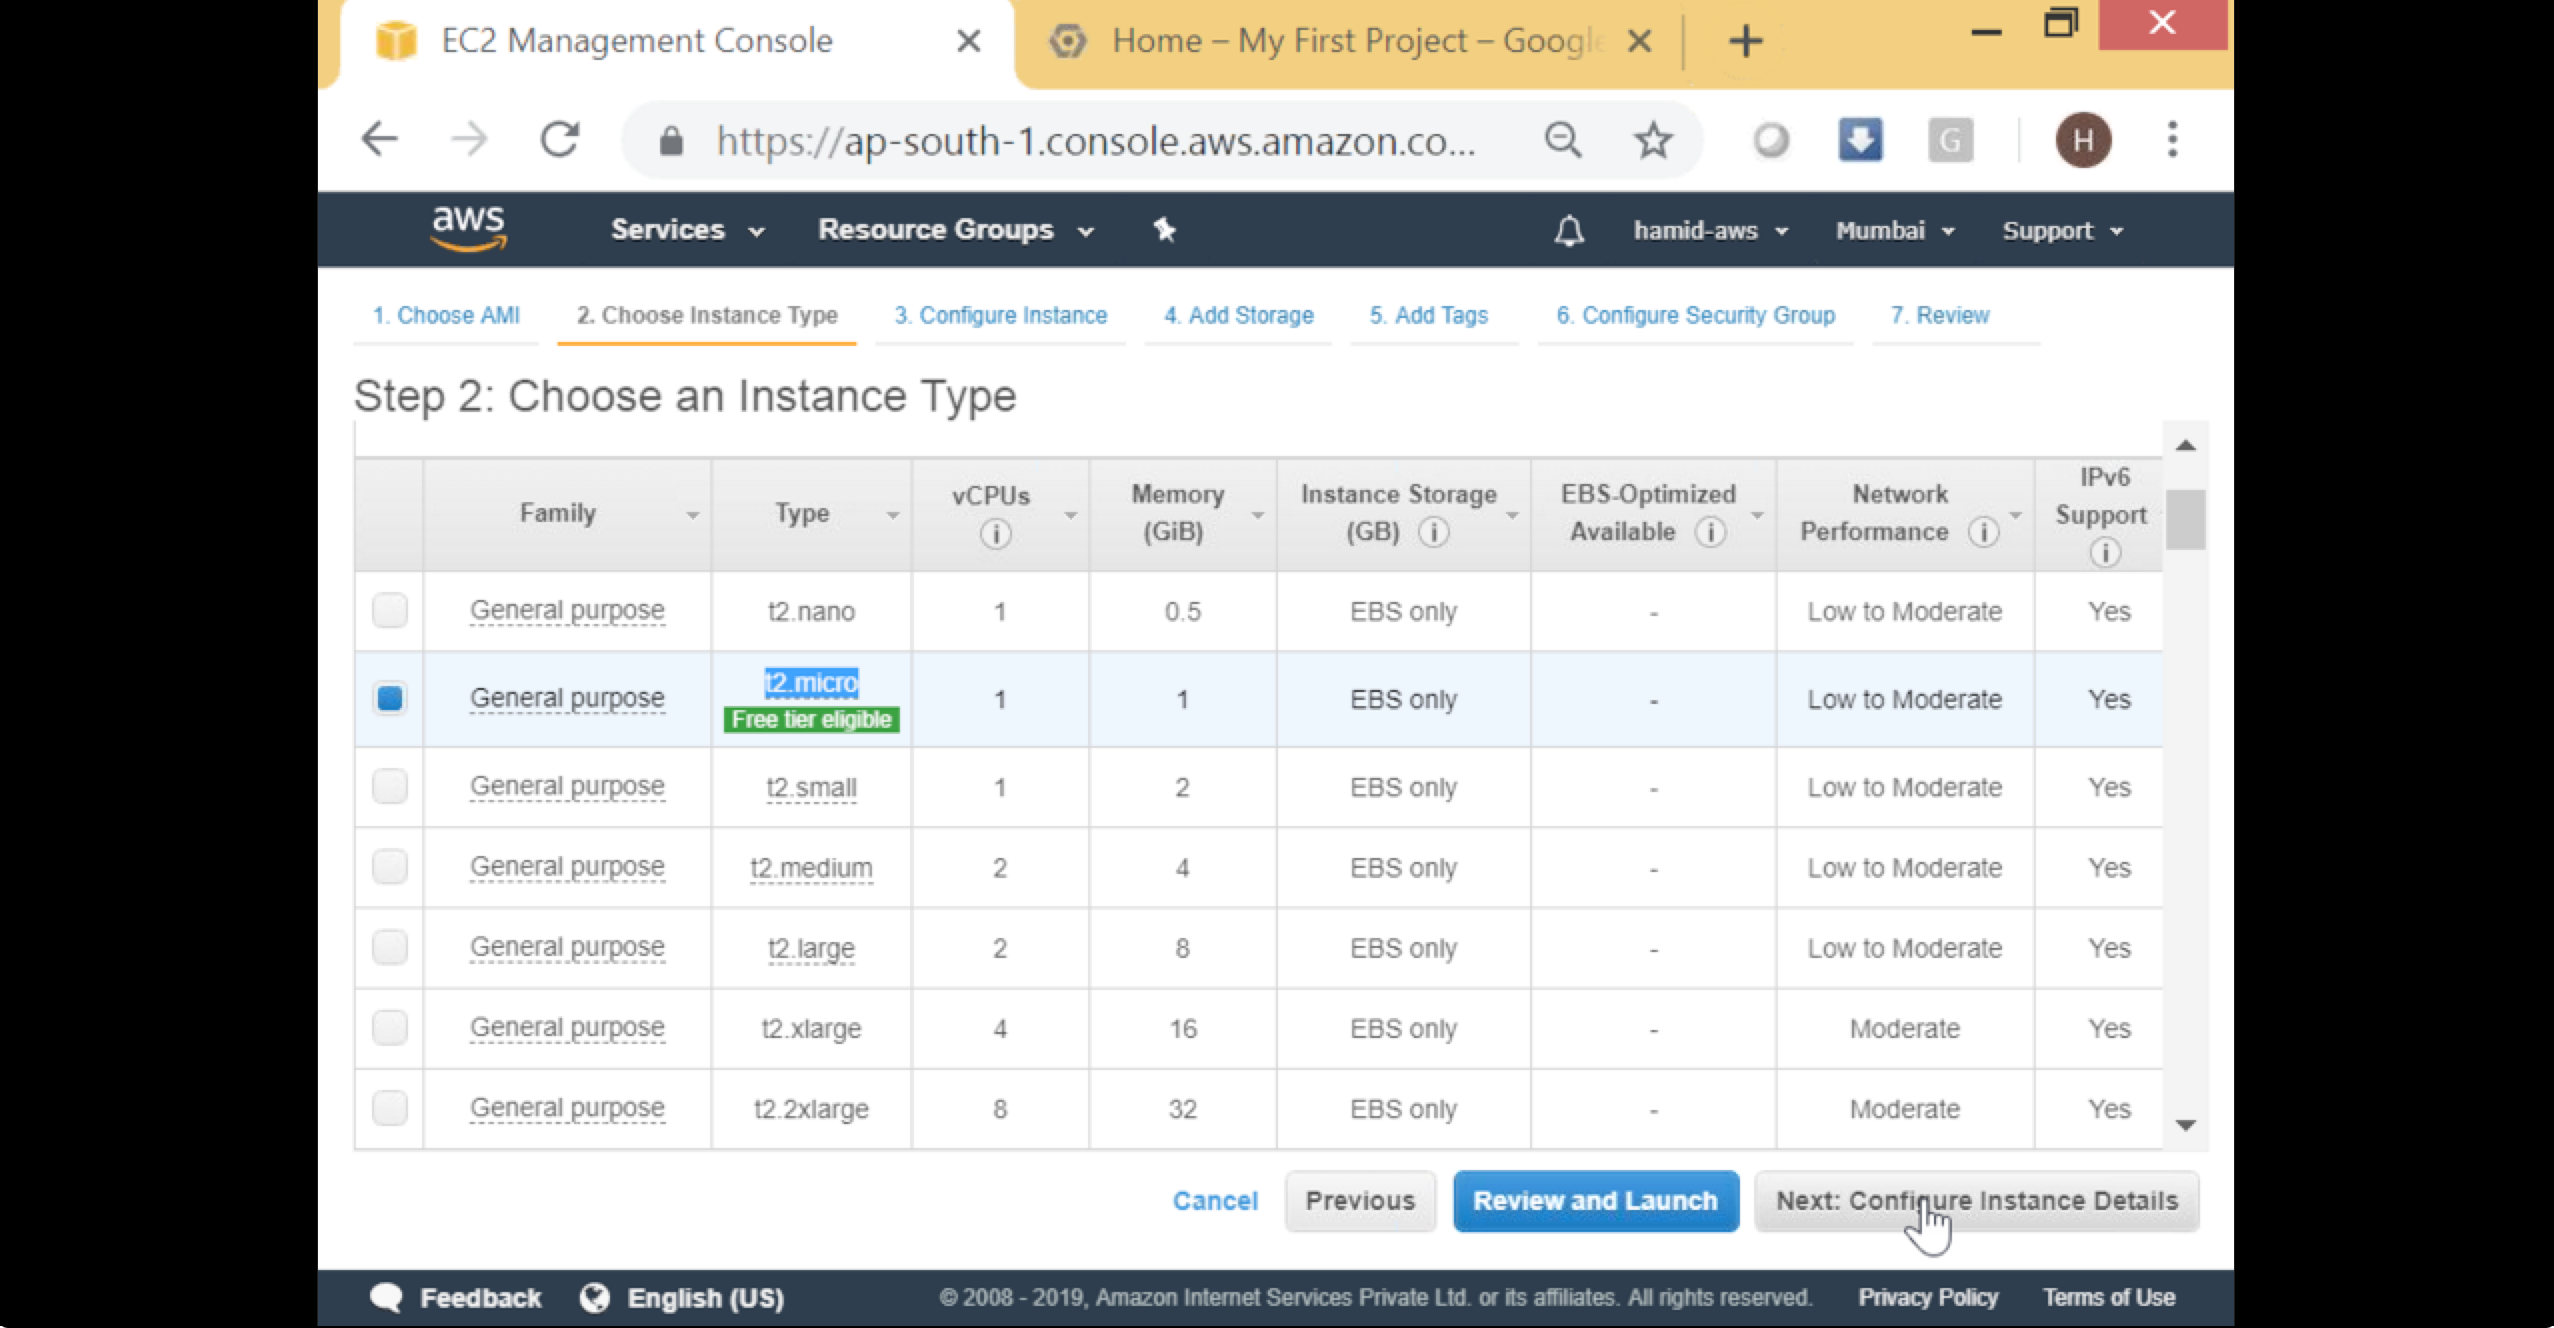 EC2 Management Console
Home – My First Project – Google
https://ap-south-1.console.aws.amazon.co...
G
H
aws
Services
Resource Groups
hamid-aws
Mumbai
Support
1. Choose AMI
2. Choose Instance Type
3. Configure Instance
4. Add Storage
5. Add Tags
6. Configure Security Group
7. Review
Step 2: Choose an Instance Type
Family Type vCPUs Memory (GiB) Instance Storage (GB) EBS-Optimized Available Network Performance IPv6 Support
General purpose t2.nano 1 0.5 EBS only - Low to Moderate Yes
General purpose t2.micro 1 1 EBS only - Low to Moderate Yes
Free tier eligible
General purpose t2.small 1 2 EBS only - Low to Moderate Yes
General purpose t2.medium 2 4 EBS only - Low to Moderate Yes
General purpose t2.large 2 8 EBS only - Low to Moderate Yes
General purpose t2.xlarge 4 16 EBS only - Moderate Yes
General purpose t2.2xlarge 8 32 EBS only - Moderate Yes
Cancel
Previous
Review and Launch
Next: Configure Instance Details
Feedback
English (US)
© 2008 - 2019, Amazon Internet Services Private Ltd. or its affiliates. All rights reserved.
Privacy Policy
Terms of Use